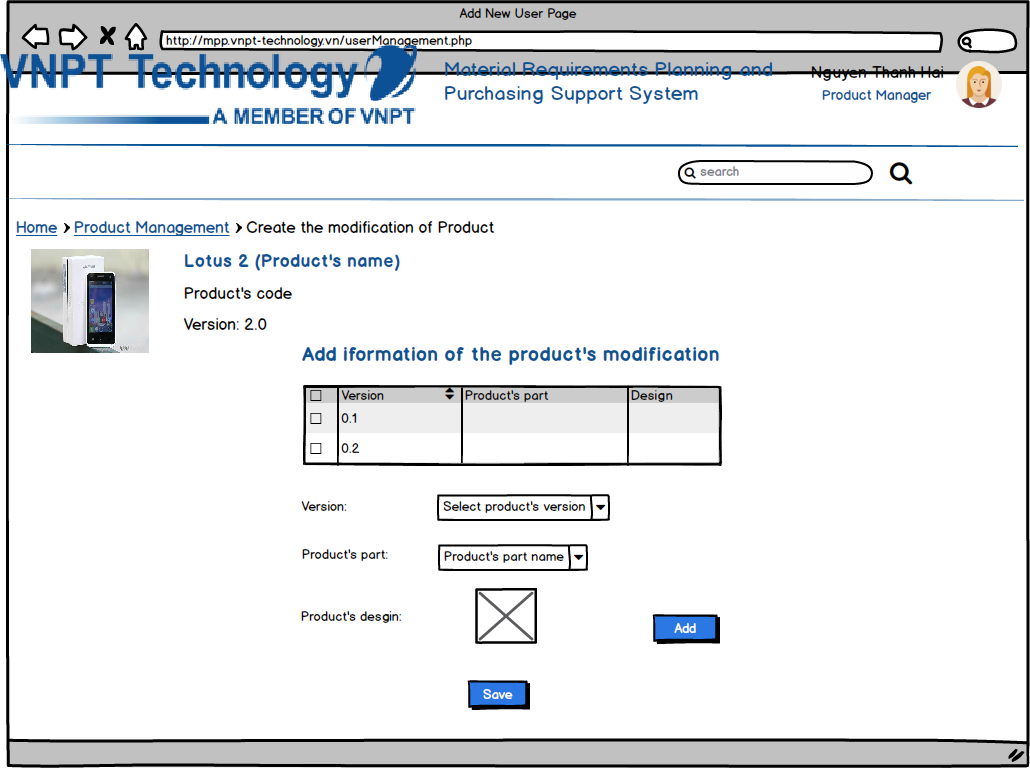 Add New User Page
http://mpp.vnpt-technology.vn/userManagement.php
VNPT Technology
A MEMBER OF VNPT
Material Requirements Planning and
Purchasing Support System
Nguyen Thanh Hai
Product Manager
search
Home > Product Management > Create the modification of Product
Lotus 2 (Product's name)
Product's code
Version: 2.0
Add iformation of the product's modification
Version Product's part Design
0.1
0.2
Version: Select product's version
Product's part: Product's part name
Product's desgin:
Add
Save